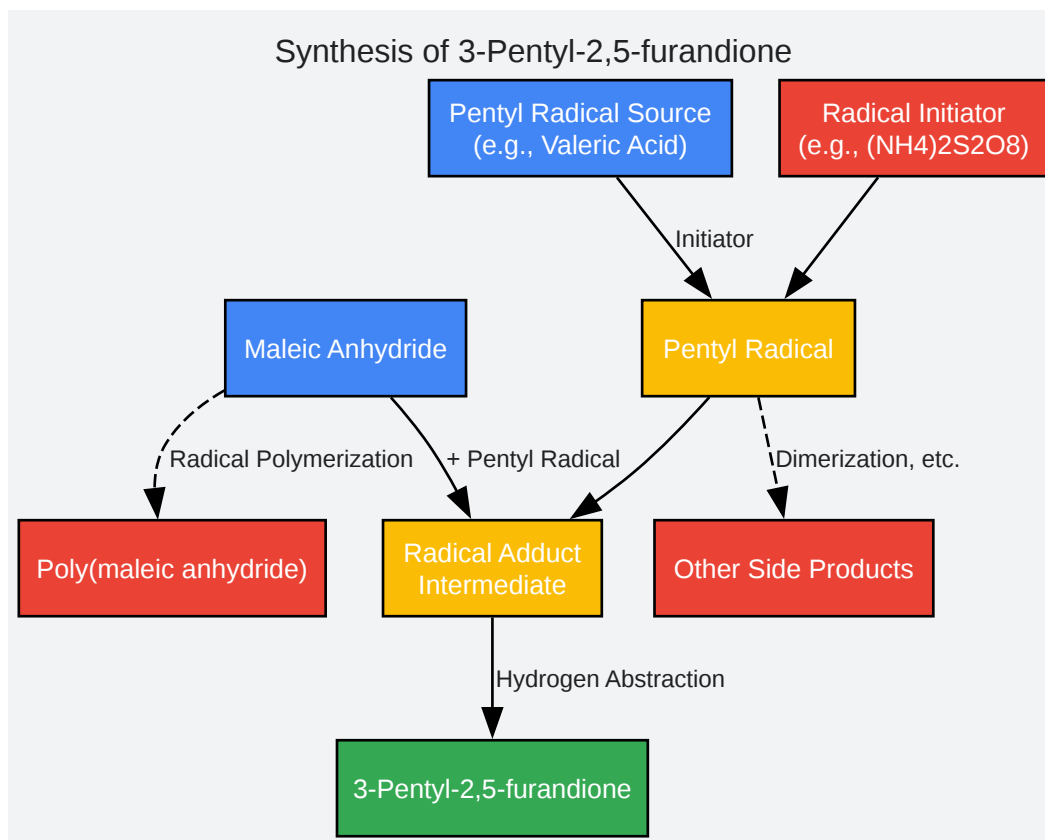 Synthesis of 3-Pentyl-2,5-furandione
Pentyl Radical Source
(e.g., Valeric Acid)
Radical Initiator
(e.g., (NH4)2S2O8)
Initiator
Maleic Anhydride
Pentyl Radical
Radical Polymerization
+ Pentyl Radical
Dimerization, etc.
Poly(maleic anhydride)
Radical Adduct
Intermediate
Other Side Products
Hydrogen Abstraction
3-Pentyl-2,5-furandione